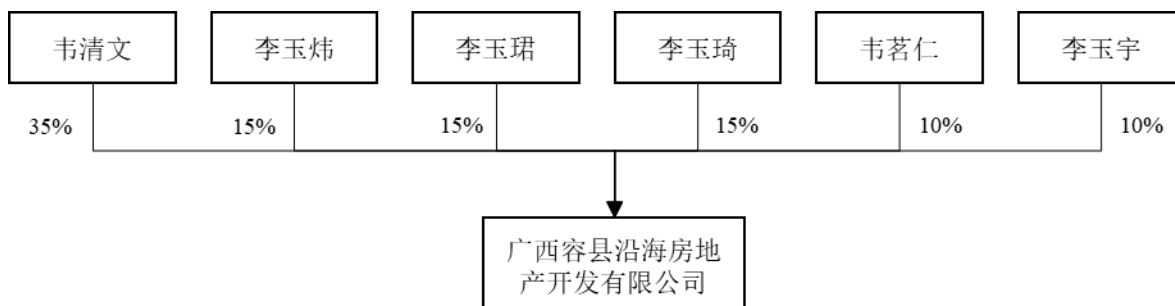 韦清文
李玉炜
李玉珺
李玉琦
韦茗仁
李玉宇
35%
15%
15%
15%
10%
10%
广西容县沿海房地
产开发有限公司